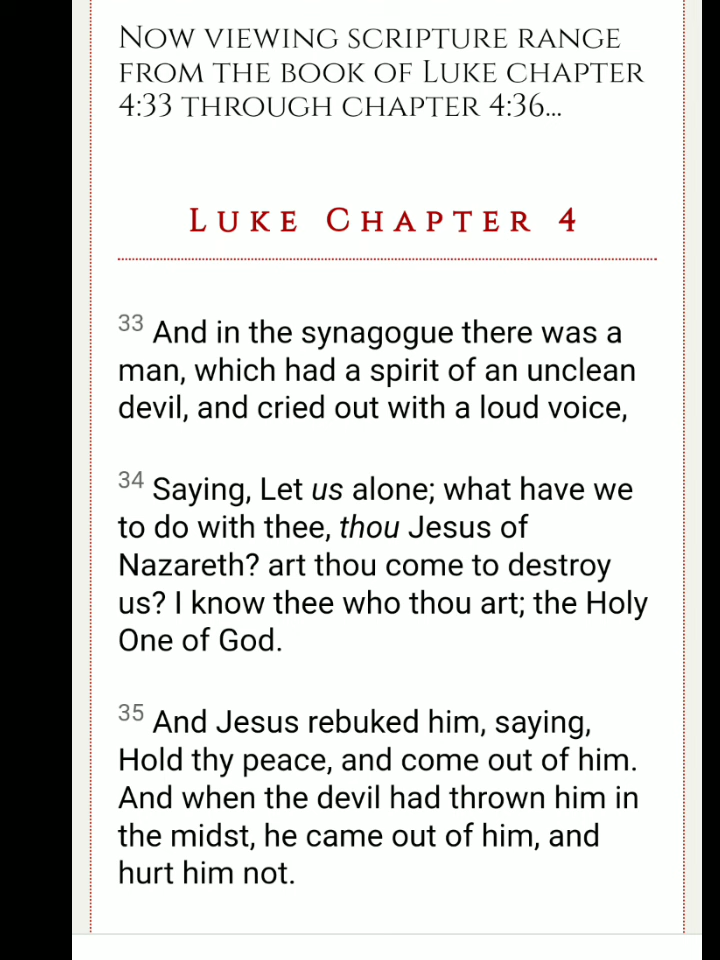 NOW VIEWING SCRIPTURE RANGE
FROM THE BOOK OF LUKE CHAPTER
4:33 THROUGH CHAPTER 4:36...
LUKE CHAPTER 4
33 And in the synagogue there was a
man, which had a spirit of an unclean
devil, and cried out with a loud voice,
34 Saying, Let us alone; what have we
to do with thee, thou Jesus of
Nazareth? art thou come to destroy
us? I know thee who thou art; the Holy
One of God.
35 And Jesus rebuked him, saying,
Hold thy peace, and come out of him.
And when the devil had thrown him in
the midst, he came out of him, and
hurt him not.